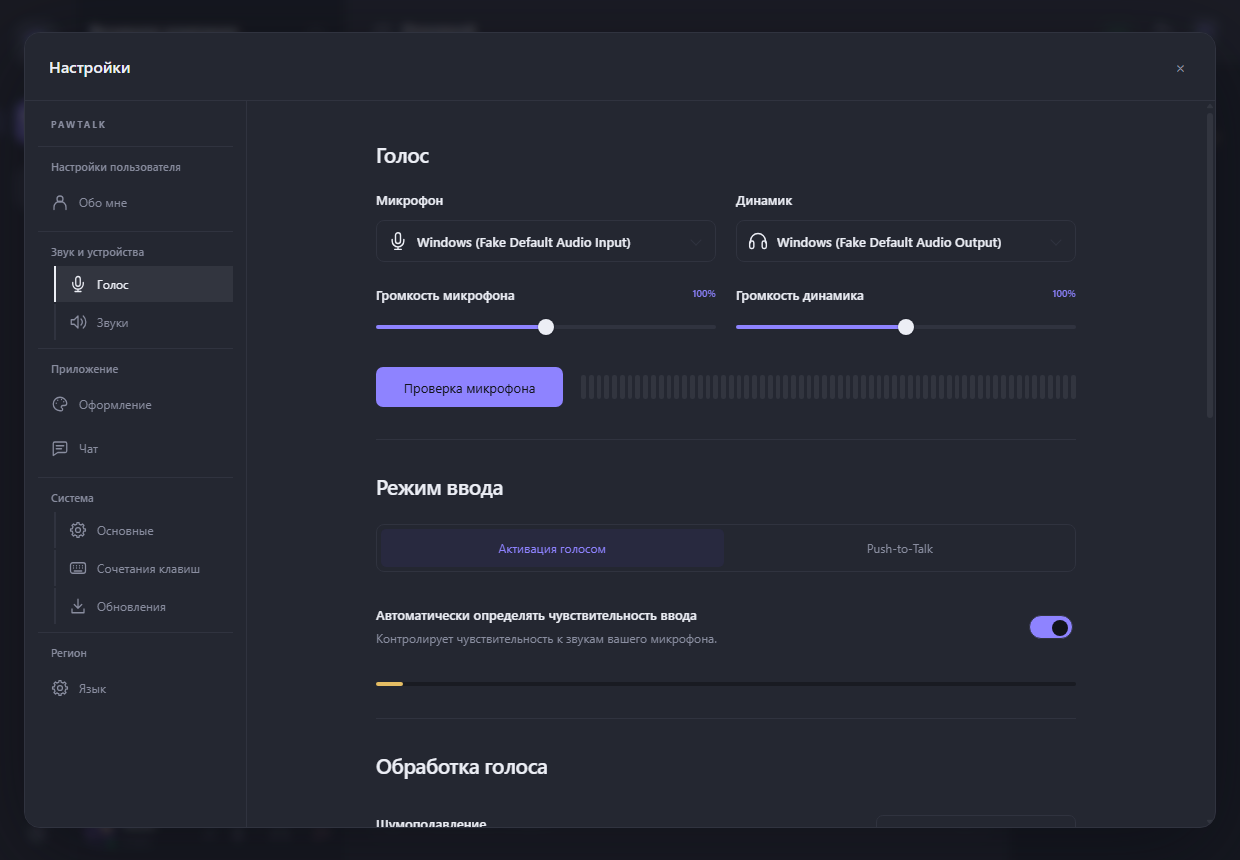 Настройки
×
PAWTALK
Настройки пользователя
Обо мне
Звук и устройства
Голос
Звуки
Приложение
Оформление
Чат
Система
Основные
Сочетания клавиш
Обновления
Регион
Язык
Голос
Микрофон
Windows (Fake Default Audio Input)
Динамик
Windows (Fake Default Audio Output)
Громкость микрофона
100%
Громкость динамика
100%
Проверка микрофона
Режим ввода
Активация голосом
Push-to-Talk
Автоматически определять чувствительность ввода
Контролирует чувствительность к звукам вашего микрофона.
Обработка голоса
Шумоподавление